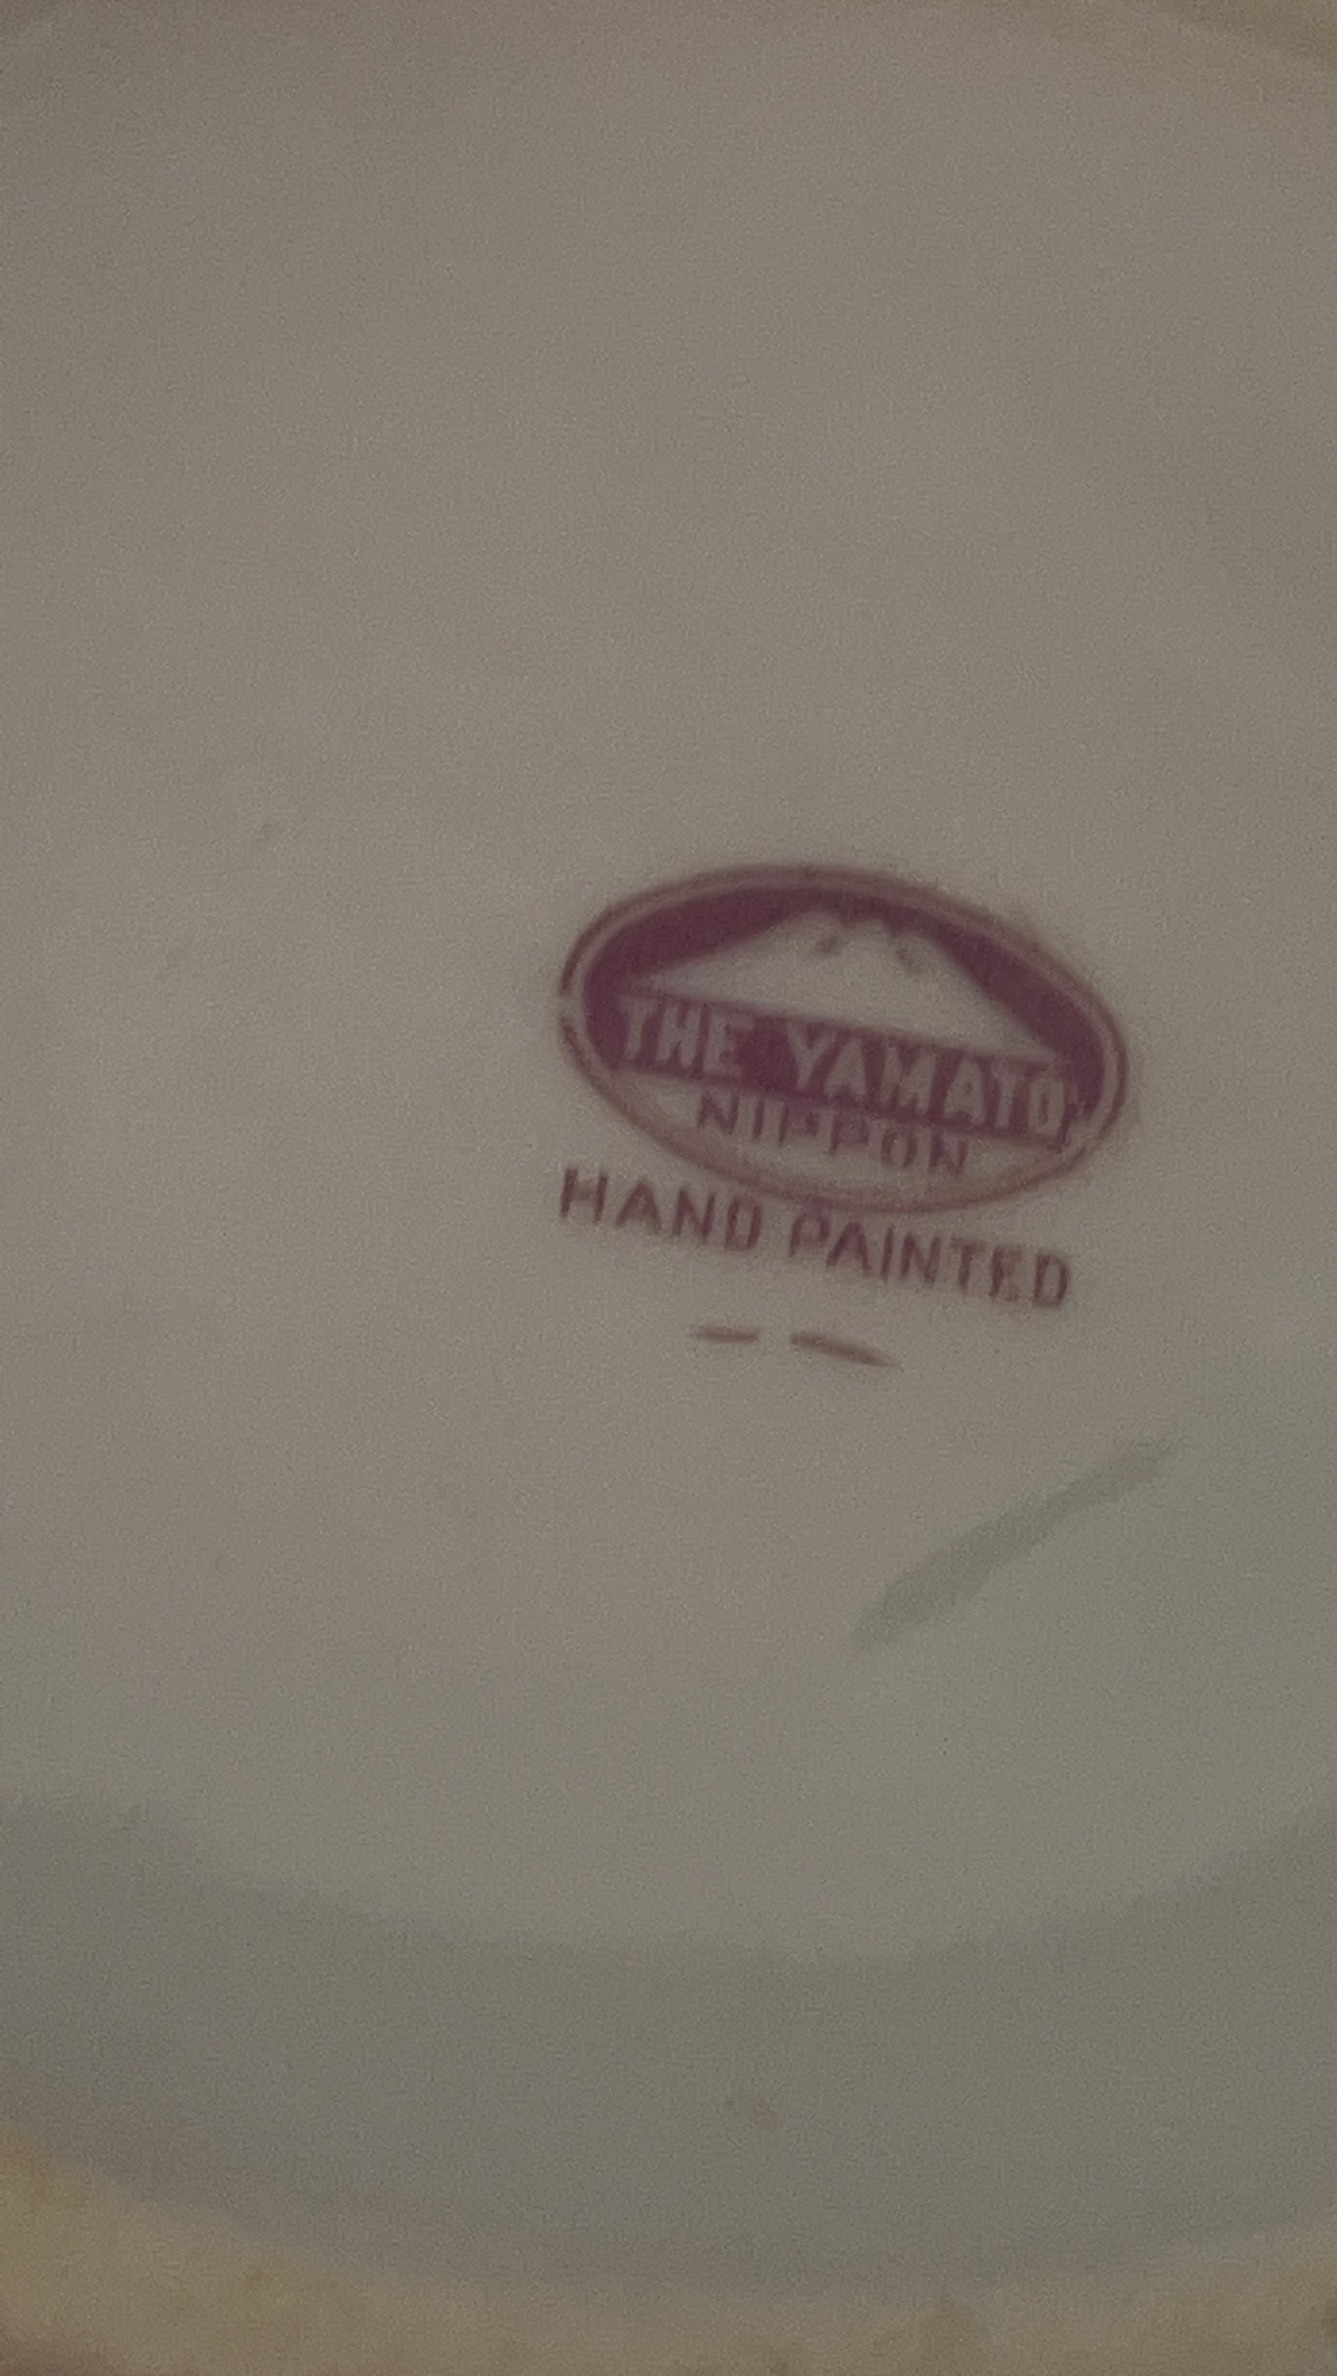 THE YAMATO
NIPPON
HAND PAINTED